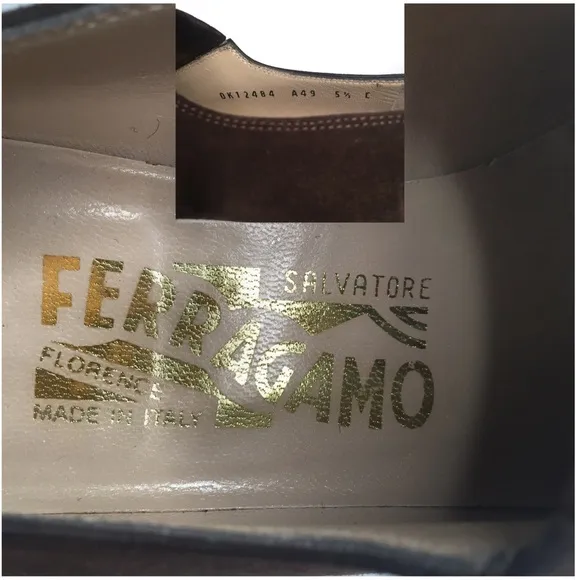 DK12484 A49 5½ E
SALVATORE
FERRAGAMO
FLORENCE
MADE IN ITALY